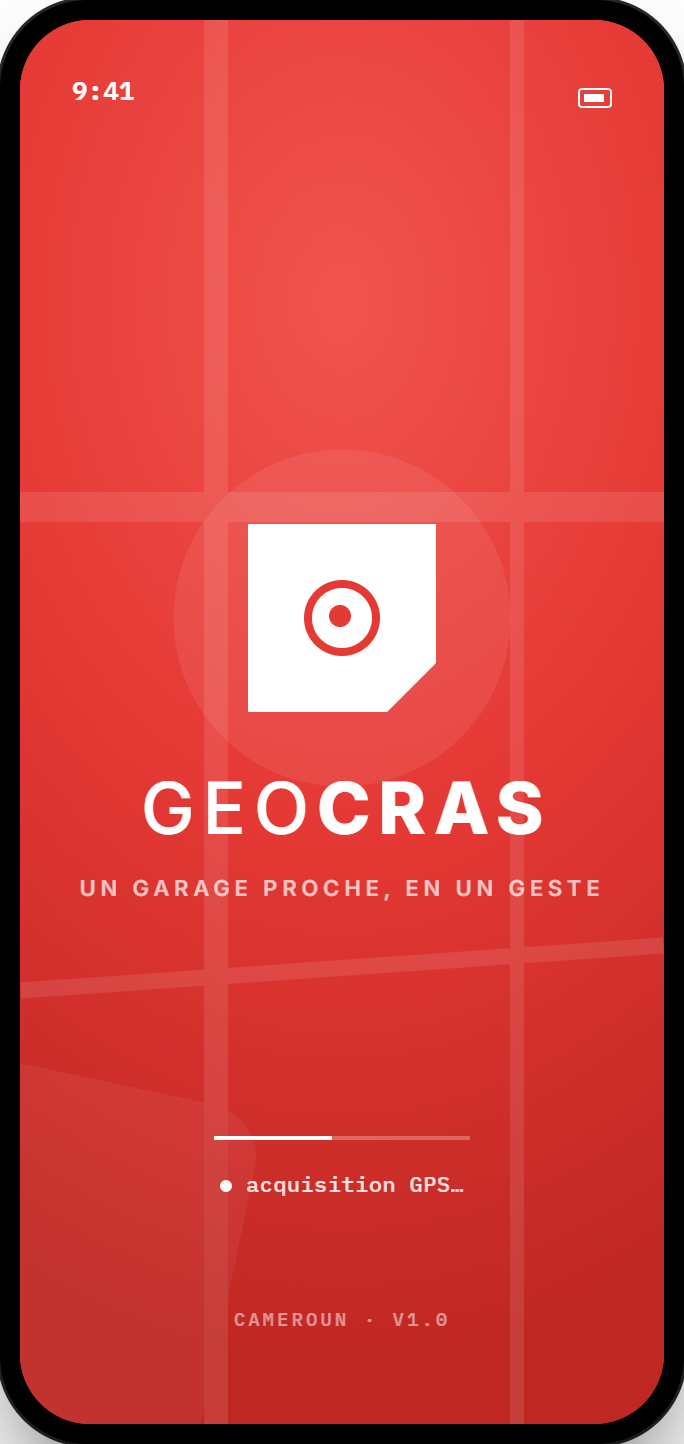 9:41
GEOCRAS
UN GARAGE PROCHE, EN UN GESTE
acquisition GPS…
CAMEROUN · V1.0